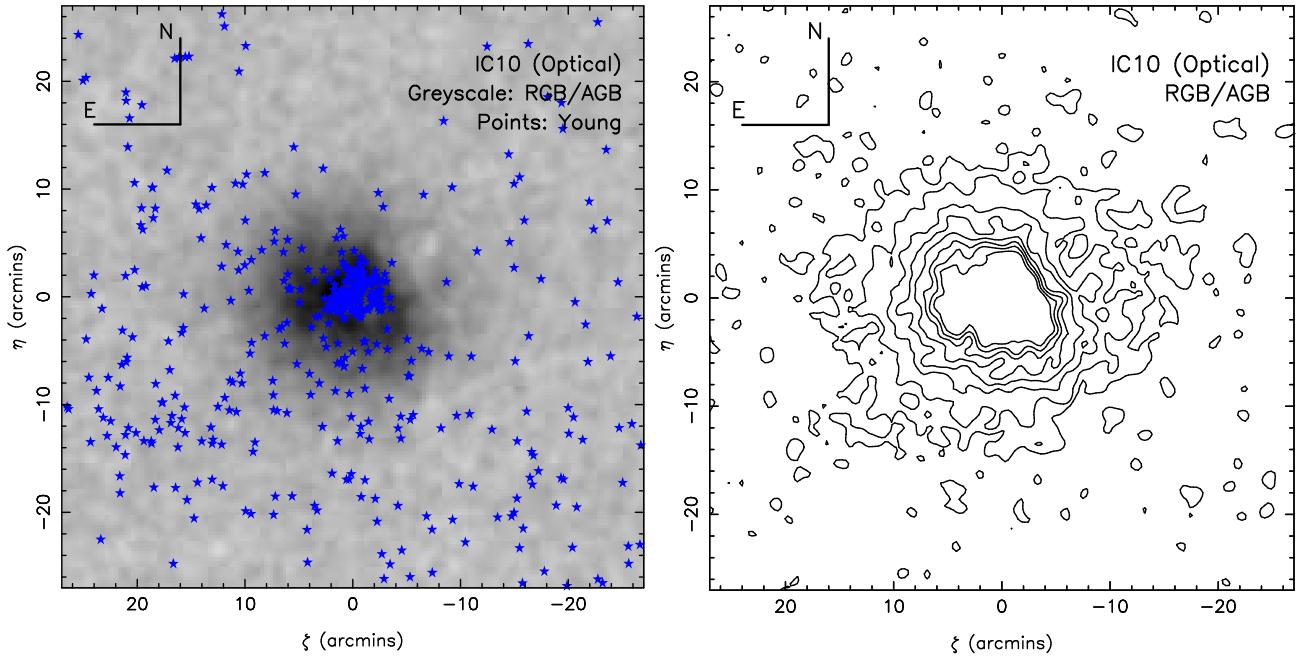 N
IC10 (Optical)
Greyscale: RGB/AGB
E
Points: Young
20
10
0
−10
−20
η (arcmins)
20
10
0
−10
−20
ζ (arcmins)
N
IC10 (Optical)
RGB/AGB
E
20
10
0
−10
−20
η (arcmins)
20
10
0
−10
−20
ζ (arcmins)